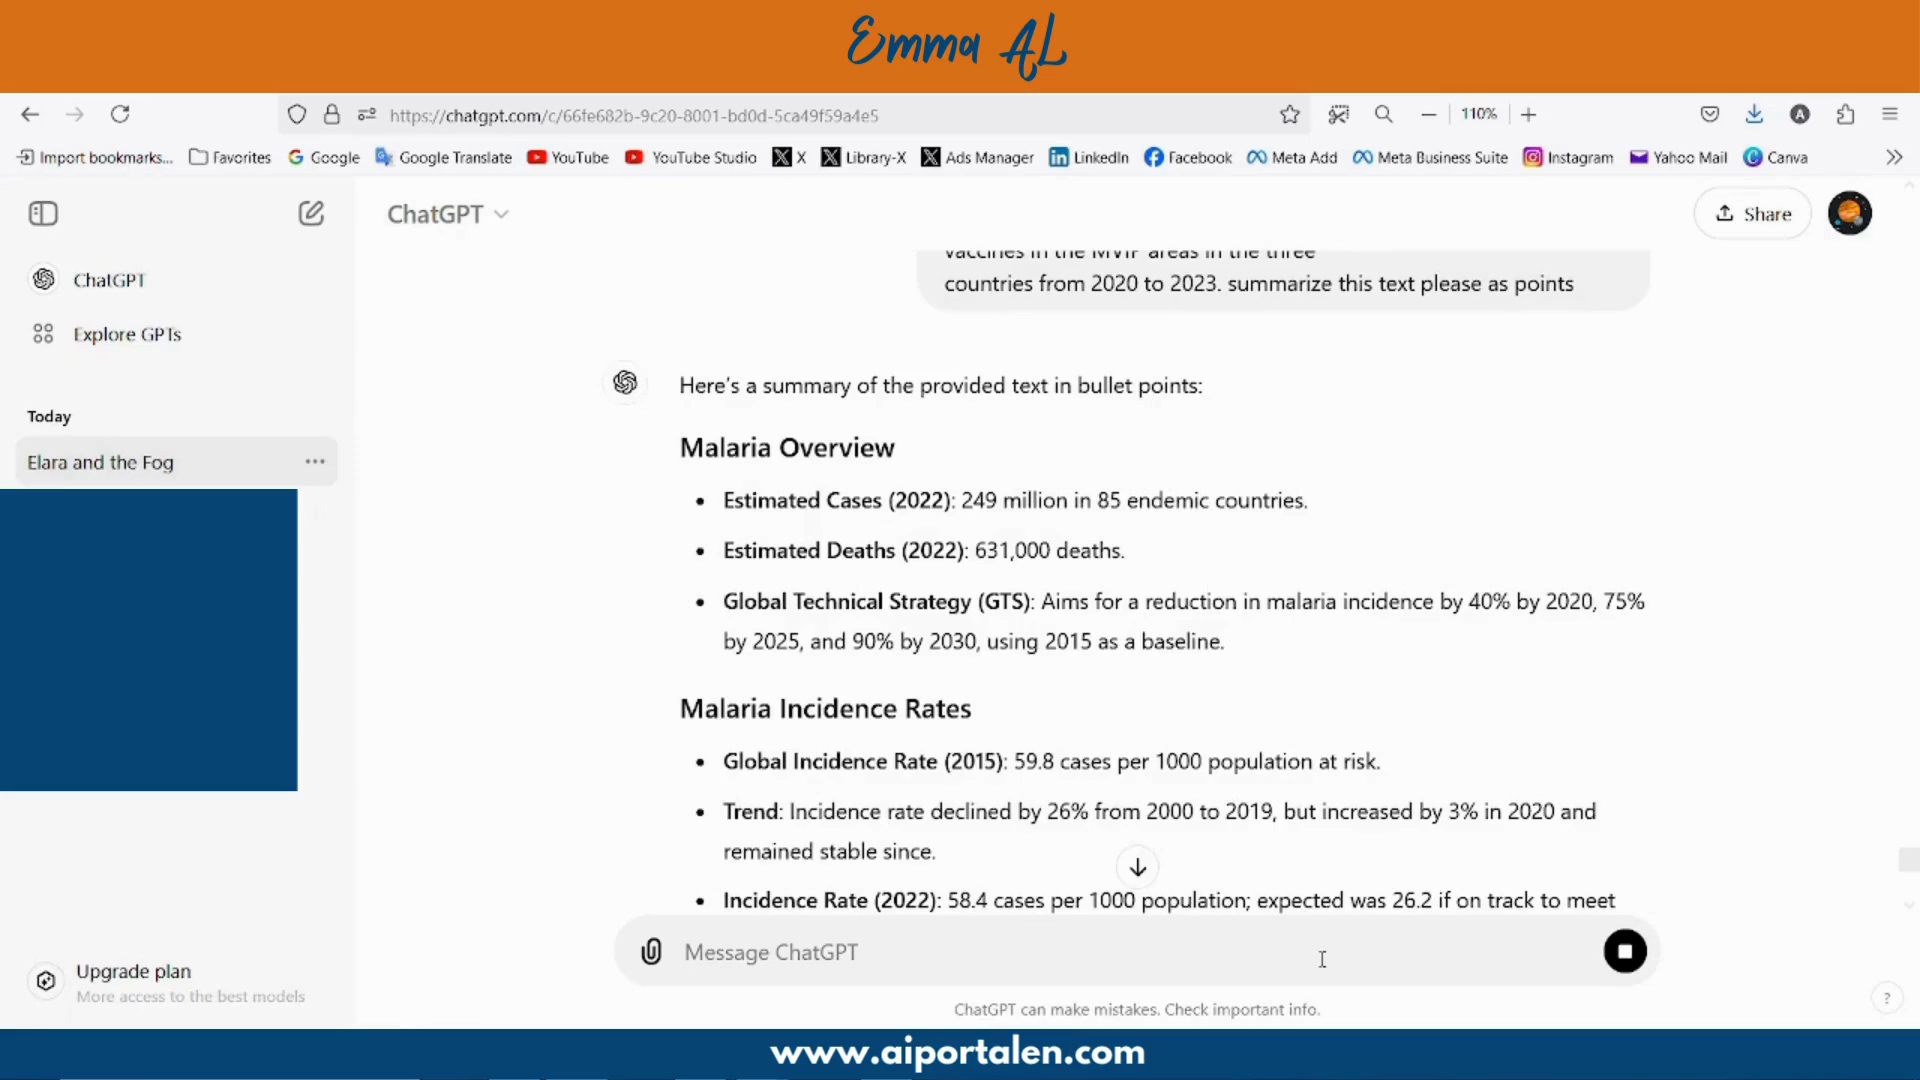 Emma AL
https://chatgpt.com/c/66fe682b-9c20-8001-bd0d-5ca49f59a4e5
110%
A
Import bookmarks...
Favorites
Google
Google Translate
YouTube
YouTube Studio
X
Library-X
Ads Manager
LinkedIn
Facebook
Meta Add
Meta Business Suite
Instagram
Yahoo Mail
Canva
ChatGPT
Share
ChatGPT
Explore GPTs
Today
Elara and the Fog
vaccines in the MVIP areas in the three
countries from 2020 to 2023. summarize this text please as points
Here's a summary of the provided text in bullet points:
Malaria Overview
• Estimated Cases (2022): 249 million in 85 endemic countries.
• Estimated Deaths (2022): 631,000 deaths.
• Global Technical Strategy (GTS): Aims for a reduction in malaria incidence by 40% by 2020, 75%
by 2025, and 90% by 2030, using 2015 as a baseline.
Malaria Incidence Rates
• Global Incidence Rate (2015): 59.8 cases per 1000 population at risk.
• Trend: Incidence rate declined by 26% from 2000 to 2019, but increased by 3% in 2020 and
remained stable since.
• Incidence Rate (2022): 58.4 cases per 1000 population; expected was 26.2 if on track to meet
Message ChatGPT
Upgrade plan
More access to the best models
ChatGPT can make mistakes. Check important info.
?
www.aiportalen.com